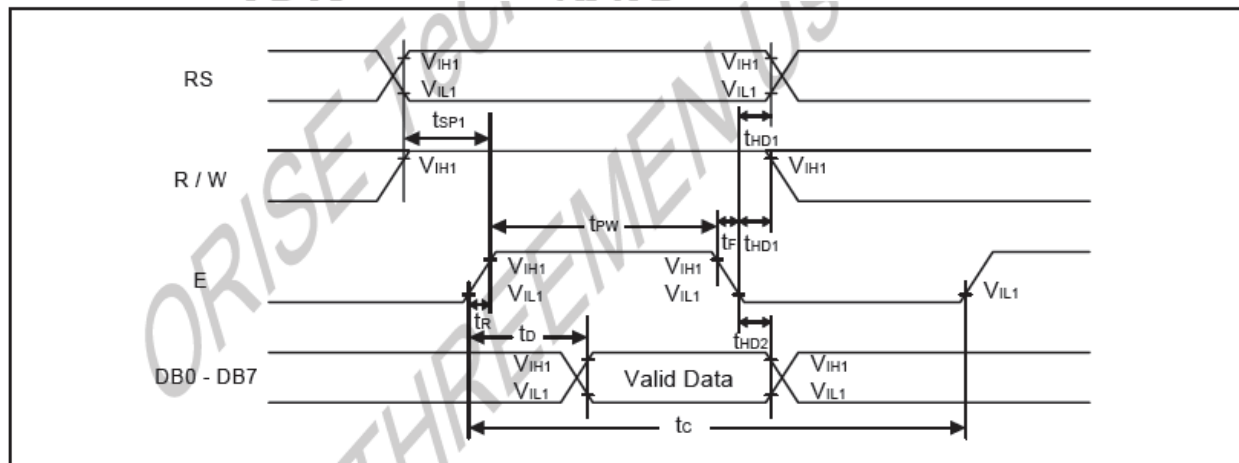 RS
VIH1
VIH1
VIL1
VIL1
tSP1
tHD1
R / W
VIH1
VIH1
tPW
tF
tHD1
E
VIH1
VIH1
VIL1
VIL1
VIL1
tR
tD
tHD2
DB0 - DB7
VIH1
Valid Data
VIH1
VIL1
VIL1
tC
ORISE Tech
THREEMEN Us